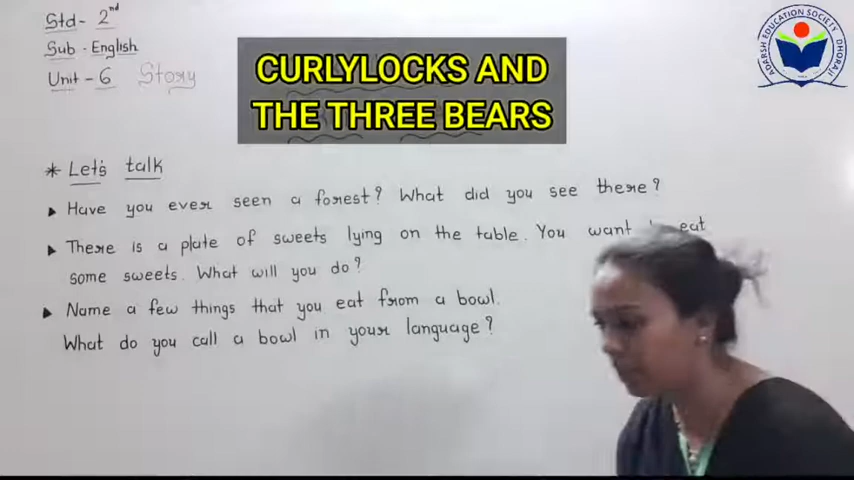 Std - 2nd
Sub - English
Unit - 6 Story
CURLYLOCKS AND
THE THREE BEARS
ADARSH EDUCATION SOCIETY DHORAJI
* Let's talk
▸ Have you ever seen a forest? What did you see there?
▸ There is a plate of sweets lying on the table. You want eat
some sweets. What will you do?
▸ Name a few things that you eat from a bowl.
What do you call a bowl in your language?